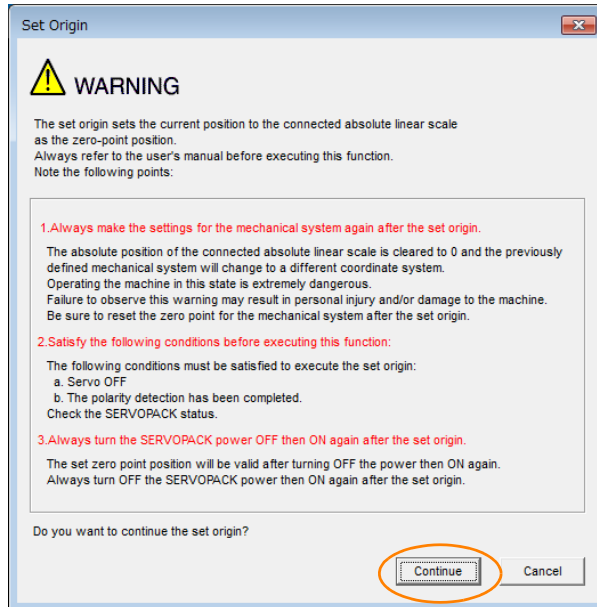 Set Origin
WARNING
The set origin sets the current position to the connected absolute linear scale
as the zero-point position.
Always refer to the user's manual before executing this function.
Note the following points:
1.Always make the settings for the mechanical system again after the set origin.
The absolute position of the connected absolute linear scale is cleared to 0 and the previously
defined mechanical system will change to a different coordinate system.
Operating the machine in this state is extremely dangerous.
Failure to observe this warning may result in personal injury and/or damage to the machine.
Be sure to reset the zero point for the mechanical system after the set origin.
2.Satisfy the following conditions before executing this function:
The following conditions must be satisfied to execute the set origin:
a. Servo OFF
b. The polarity detection has been completed.
Check the SERVOPACK status.
3.Always turn the SERVOPACK power OFF then ON again after the set origin.
The set zero point position will be valid after turning OFF the power then ON again.
Always turn OFF the SERVOPACK power then ON again after the set origin.
Do you want to continue the set origin?
Continue Cancel